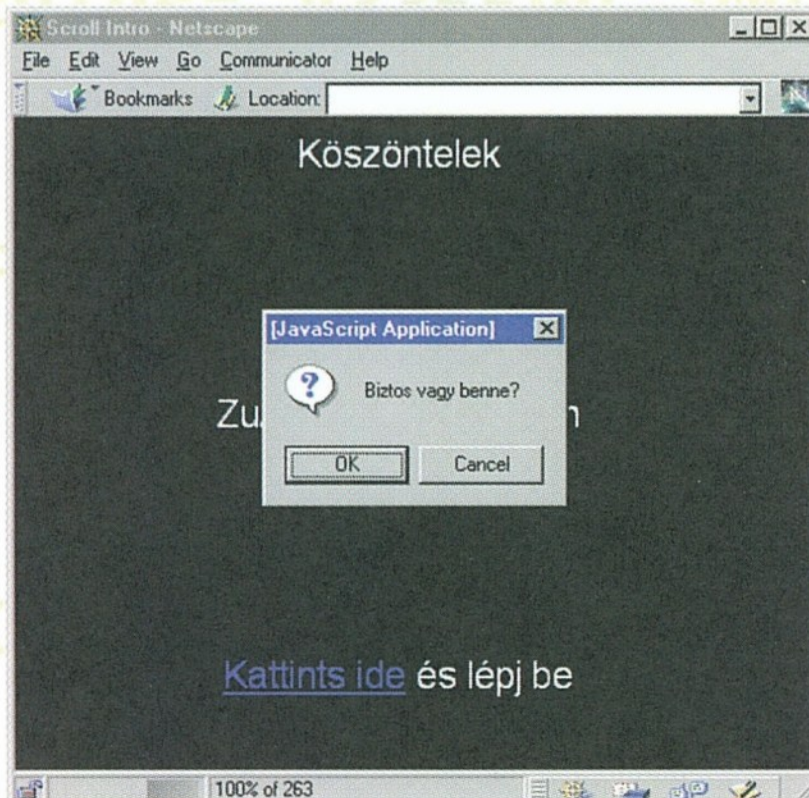 Scroll Intro - Netscape
File Edit View Go Communicator Help
Bookmarks Location:
Köszöntelek
[JavaScript Application]
Biztos vagy benne?
OK Cancel
Kattints ide és lépj be
100% of 263